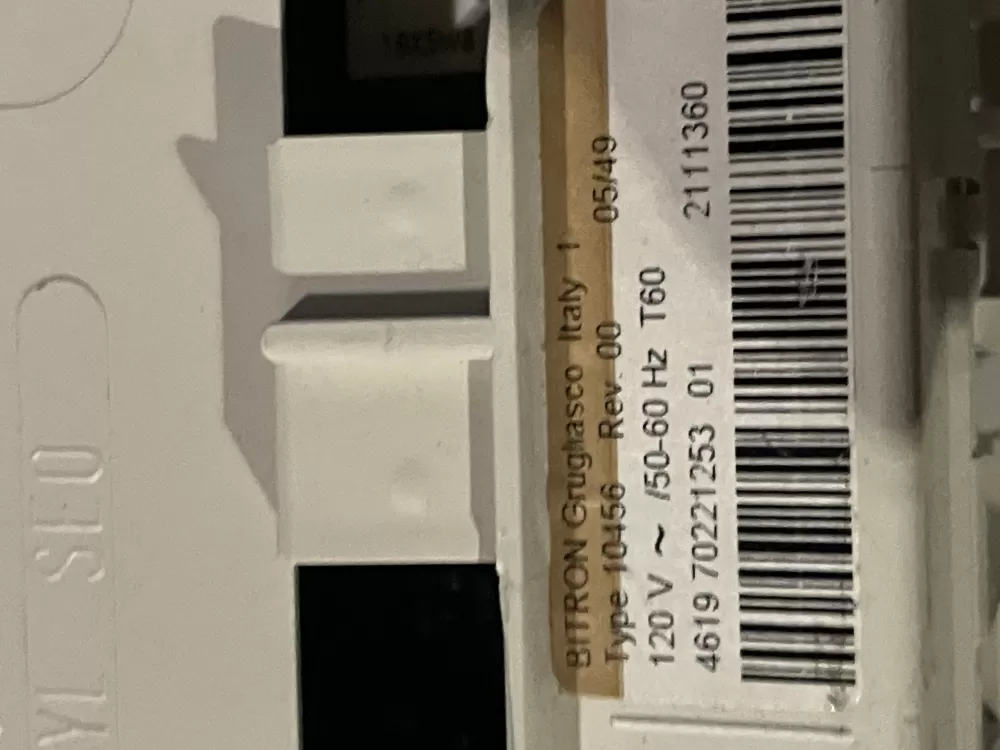 BITRON Grugliasco Italy 1
Type 10456 Rev. 00 05/49
120 V ~ /50-60 Hz T60
4619 70221253 01 2111360